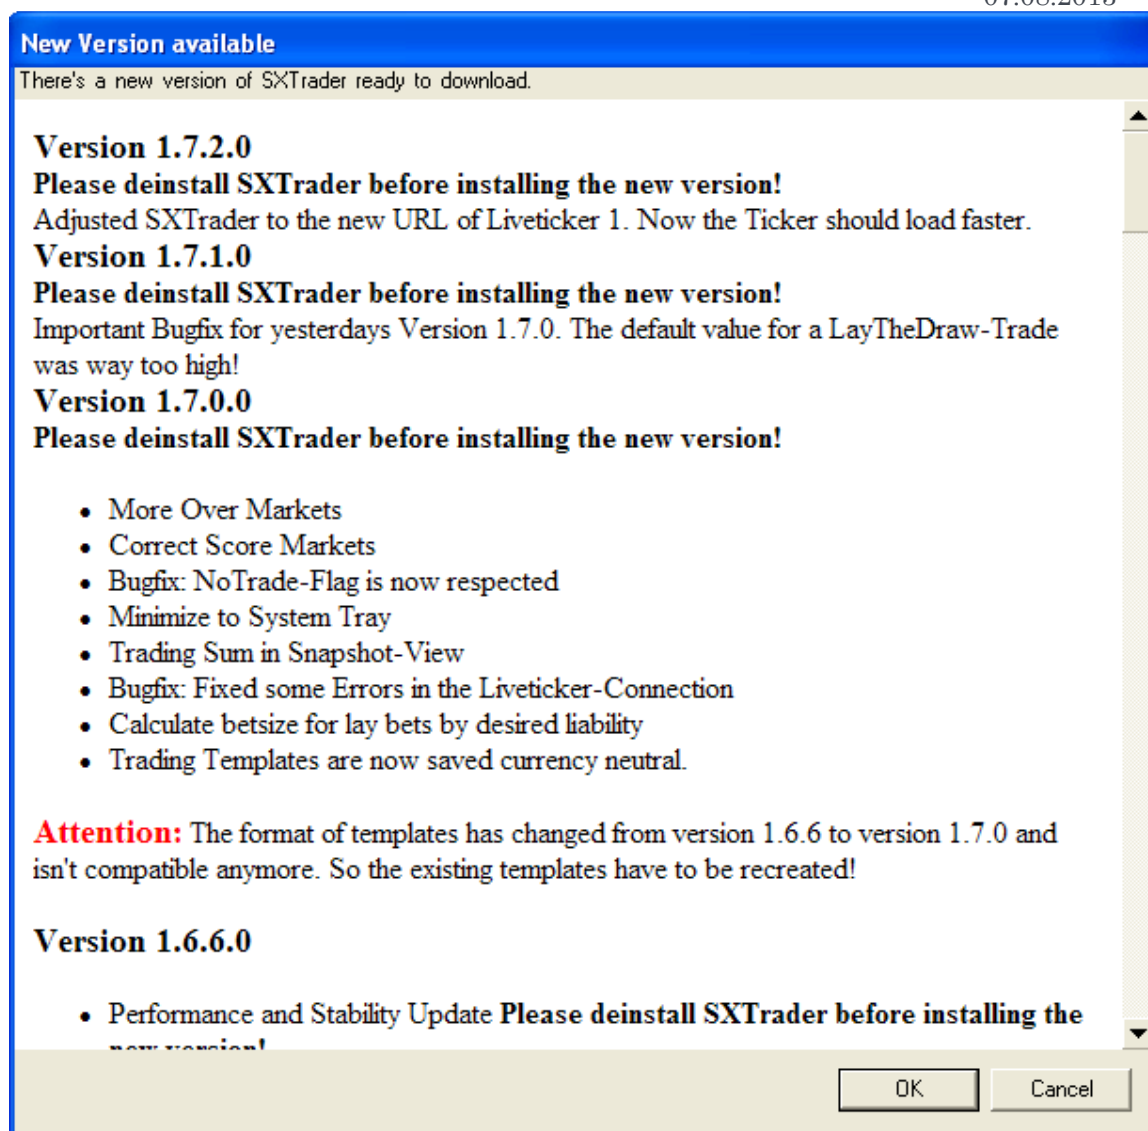 07.08.2013
New Version available
There's a new version of SXTrader ready to download.
Version 1.7.2.0
Please deinstall SXTrader before installing the new version!
Adjusted SXTrader to the new URL of Liveticker 1. Now the Ticker should load faster.
Version 1.7.1.0
Please deinstall SXTrader before installing the new version!
Important Bugfix for yesterdays Version 1.7.0. The default value for a LayTheDraw-Trade
was way too high!
Version 1.7.0.0
Please deinstall SXTrader before installing the new version!
• More Over Markets
• Correct Score Markets
• Bugfix: NoTrade-Flag is now respected
• Minimize to System Tray
• Trading Sum in Snapshot-View
• Bugfix: Fixed some Errors in the Liveticker-Connection
• Calculate betsize for lay bets by desired liability
• Trading Templates are now saved currency neutral.
Attention: The format of templates has changed from version 1.6.6 to version 1.7.0 and
isn't compatible anymore. So the existing templates have to be recreated!
Version 1.6.6.0
• Performance and Stability Update Please deinstall SXTrader before installing the
new version!
OK
Cancel